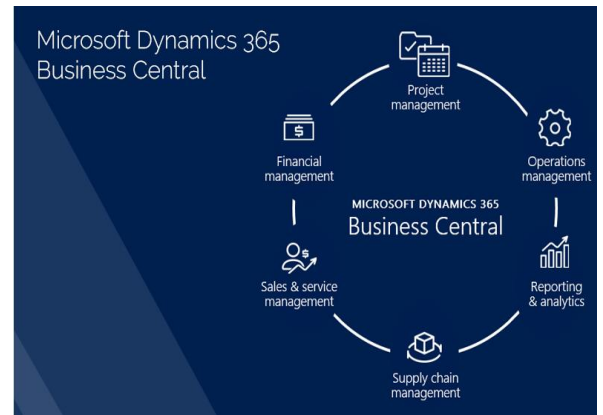 Microsoft Dynamics 365
Business Central
Project
management
Financial
management
Operations
management
MICROSOFT DYNAMICS 365
Business Central
Sales & service
management
Reporting
& analytics
Supply chain
management